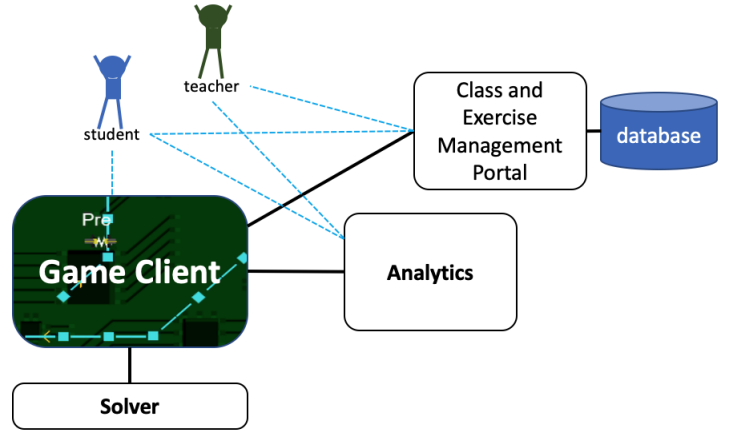 teacher
student
Class and
Exercise
Management
Portal
database
Pre
Game Client
Analytics
Solver